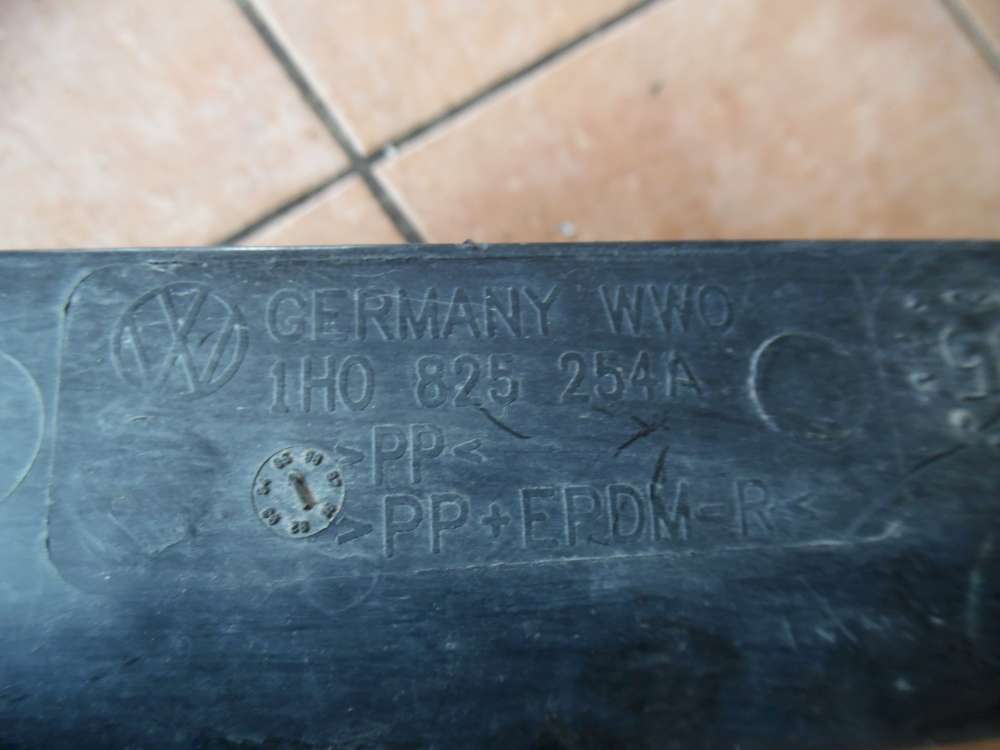 GERMANY WWO
1H0 825 254A
>PP<
>PP+EPDM-R<